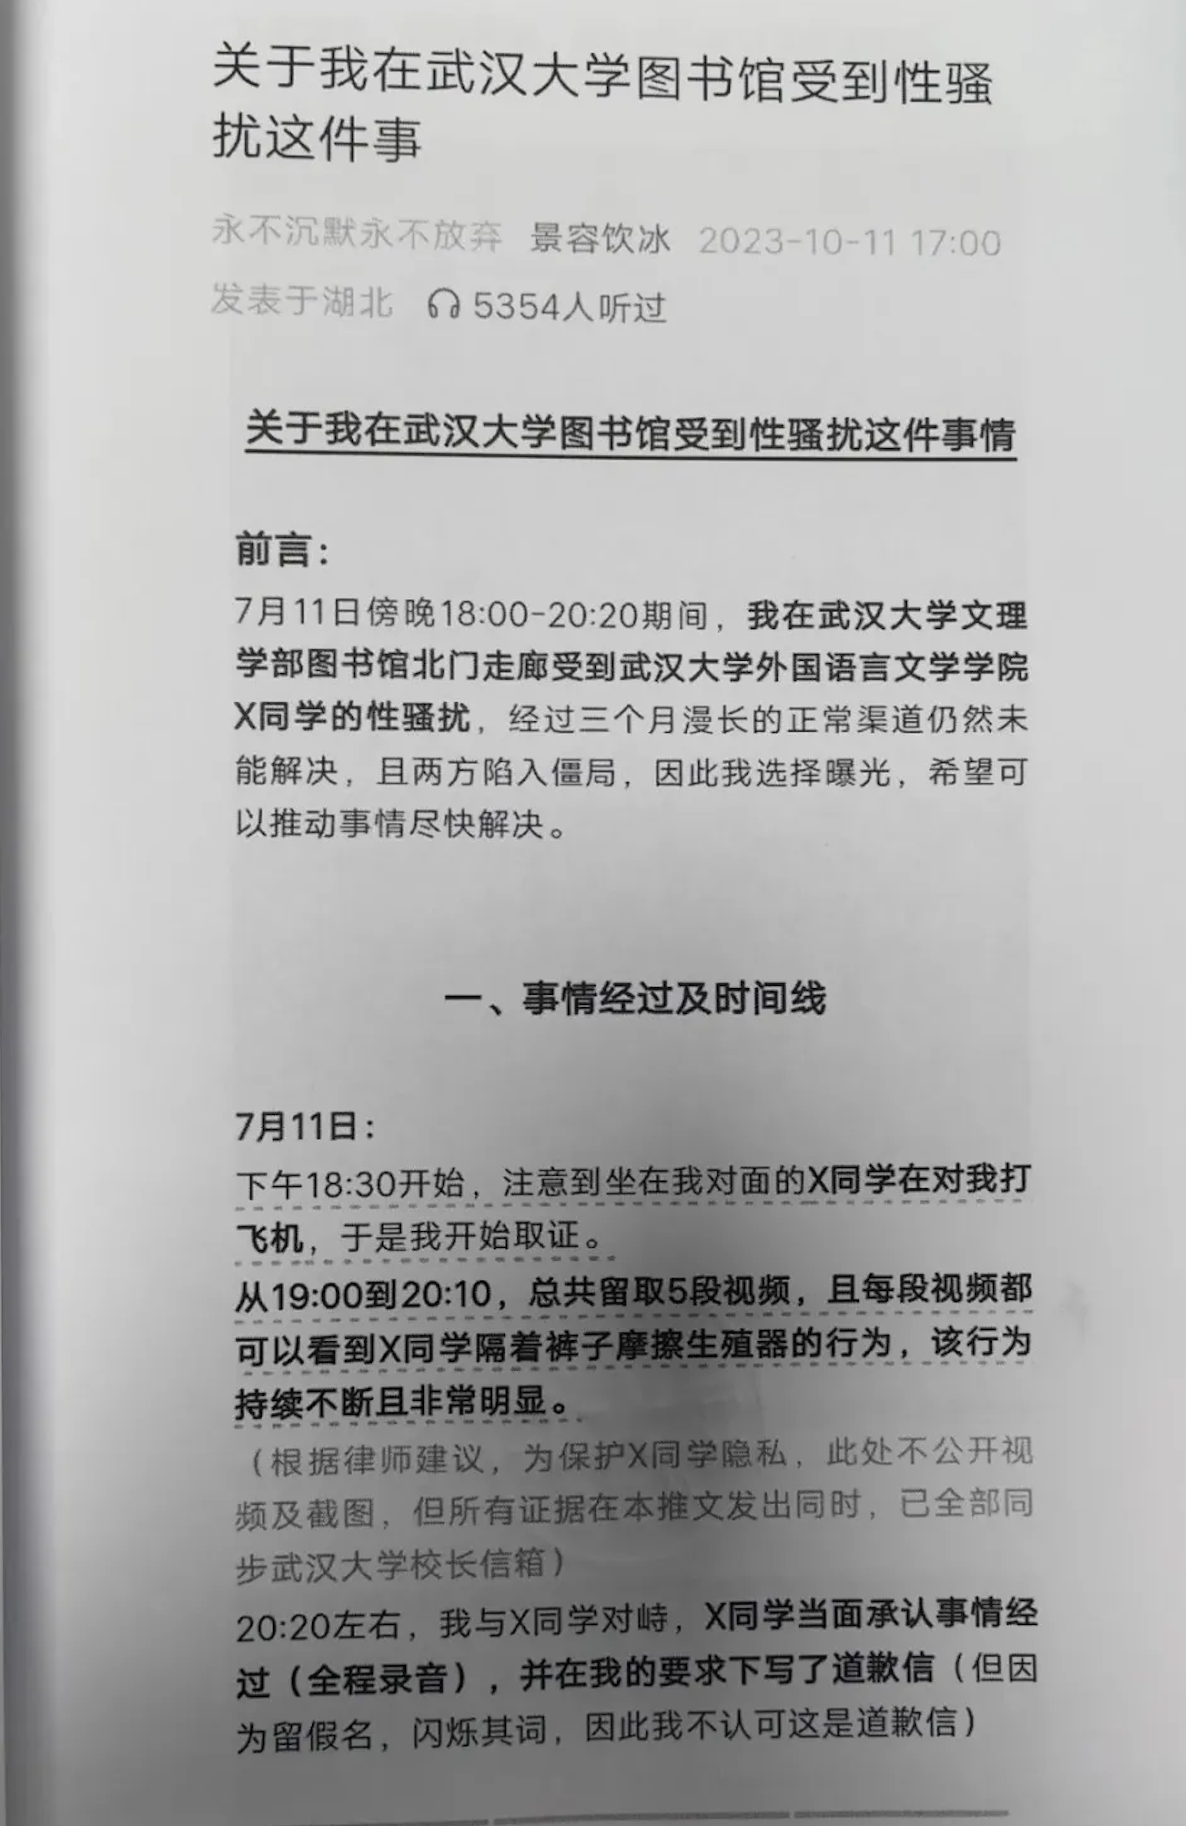 关于我在武汉大学图书馆受到性骚
扰这件事
永不沉默永不放弃 景容饮冰 2023-10-11 17:00
发表于湖北 5354人听过
关于我在武汉大学图书馆受到性骚扰这件事情
前言：
7月11日傍晚18:00-20:20期间，我在武汉大学文理
学部图书馆北门走廊受到武汉大学外国语言文学学院
X同学的性骚扰，经过三个月漫长的正常渠道仍然未
能解决，且两方陷入僵局，因此我选择曝光，希望可
以推动事情尽快解决。
一、事情经过及时间线
7月11日：
下午18:30开始，注意到坐在我对面的X同学在对我打
飞机，于是我开始取证。
从19:00到20:10，总共留取5段视频，且每段视频都
可以看到X同学隔着裤子摩擦生殖器的行为，该行为
持续不断且非常明显。
（根据律师建议，为保护X同学隐私，此处不公开视
频及截图，但所有证据在本推文发出同时，已全部同
步武汉大学校长信箱）
20:20左右，我与X同学对峙，X同学当面承认事情经
过（全程录音），并在我的要求下写了道歉信（但因
为留假名，闪烁其词，因此我不认可这是道歉信）